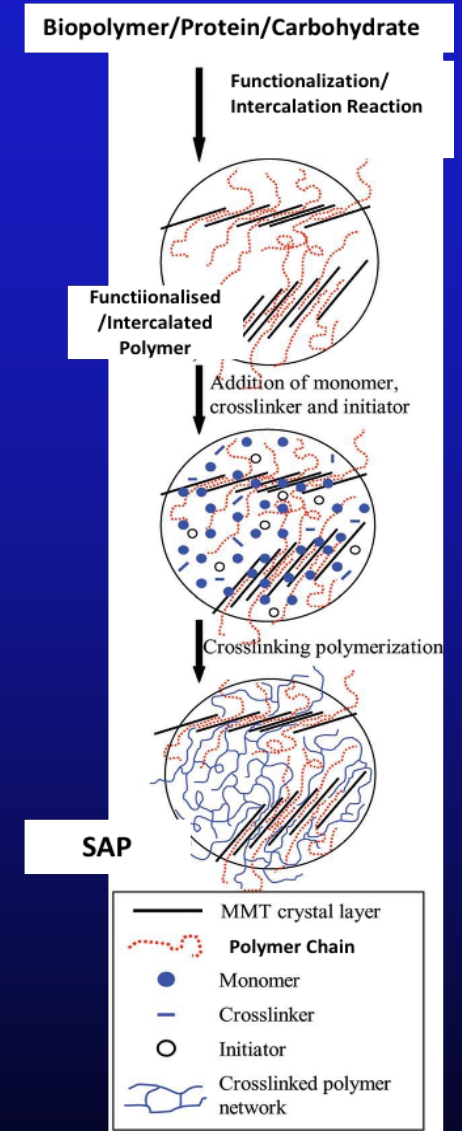 Biopolymer/Protein/Carbohydrate
Functionalization/
Intercalation Reaction
Functiionalised
/Intercalated
Polymer
Addition of monomer,
crosslinker and initiator
Crosslinking polymerization
SAP
MMT crystal layer
Polymer Chain
Monomer
Crosslinker
Initiator
Crosslinked polymer
network